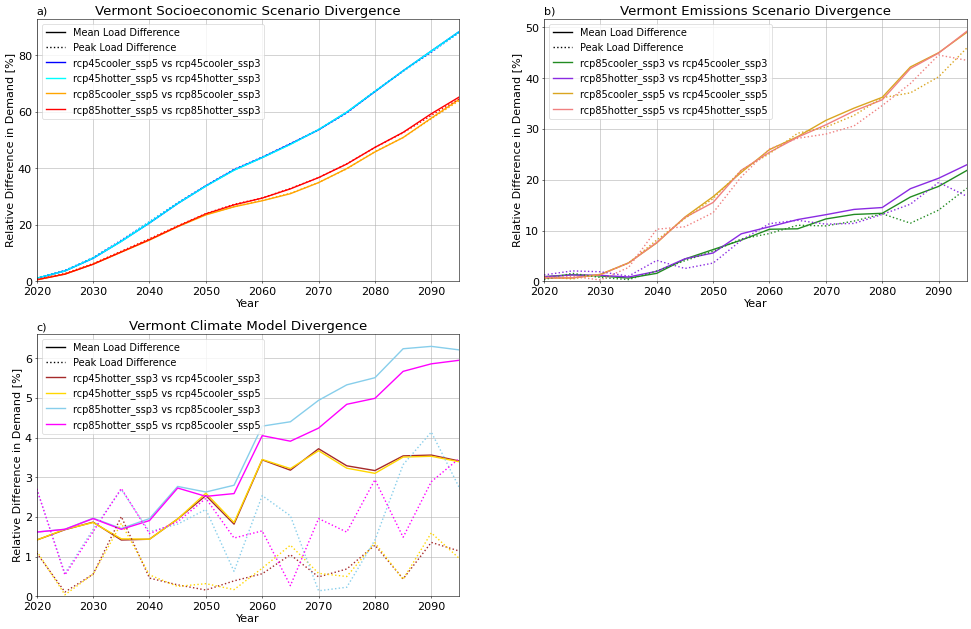 a) Vermont Socioeconomic Scenario Divergence
Relative Difference in Demand [%]
Mean Load Difference
Peak Load Difference
rcp45cooler_ssp5 vs rcp45cooler_ssp3
rcp45hotter_ssp5 vs rcp45hotter_ssp3
rcp85cooler_ssp5 vs rcp85cooler_ssp3
rcp85hotter_ssp5 vs rcp85hotter_ssp3
80
60
40
20
0
2020 2030 2040 2050 2060 2070 2080 2090
Year
b) Vermont Emissions Scenario Divergence
Relative Difference in Demand [%]
Mean Load Difference
Peak Load Difference
rcp85cooler_ssp3 vs rcp45cooler_ssp3
rcp85hotter_ssp3 vs rcp45hotter_ssp3
rcp85cooler_ssp5 vs rcp45cooler_ssp5
rcp85hotter_ssp5 vs rcp45hotter_ssp5
50
40
30
20
10
0
2020 2030 2040 2050 2060 2070 2080 2090
Year
c) Vermont Climate Model Divergence
Relative Difference in Demand [%]
Mean Load Difference
Peak Load Difference
rcp45hotter_ssp3 vs rcp45cooler_ssp3
rcp45hotter_ssp5 vs rcp45cooler_ssp5
rcp85hotter_ssp3 vs rcp85cooler_ssp3
rcp85hotter_ssp5 vs rcp85cooler_ssp5
6
5
4
3
2
1
0
2020 2030 2040 2050 2060 2070 2080 2090
Year